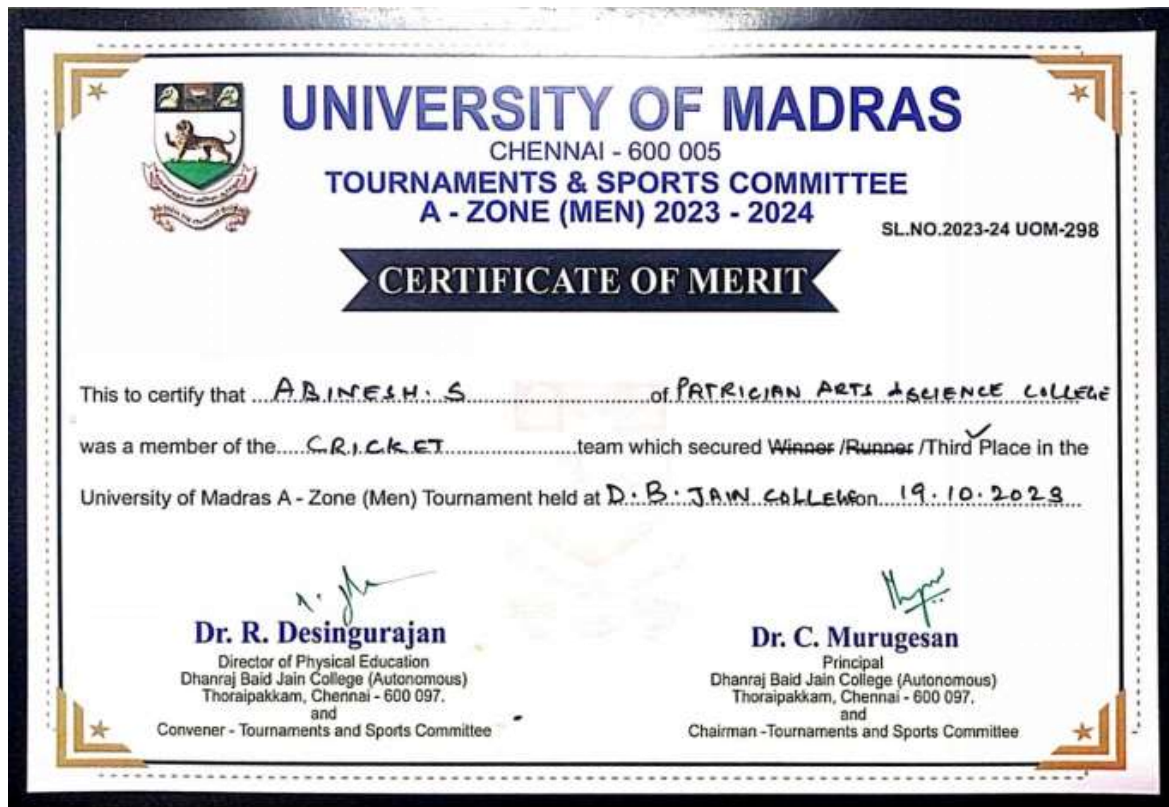 UNIVERSITY OF MADRAS
CHENNAI - 600 005
TOURNAMENTS & SPORTS COMMITTEE
A - ZONE (MEN) 2023 - 2024
SL.NO.2023-24 UOM-298
CERTIFICATE OF MERIT
This to certify that ABINESH. S of PATRICIAN ARTS & SCIENCE COLLEGE
was a member of the CRICKET team which secured Winner /Runner /Third Place in the
University of Madras A - Zone (Men) Tournament held at D. B. JAIN COLLEGE on 19.10.2023
Dr. R. Desingurajan
Director of Physical Education
Dhanraj Baid Jain College (Autonomous)
Thoraipakkam, Chennai - 600 097.
and
Convener - Tournaments and Sports Committee
Dr. C. Murugesan
Principal
Dhanraj Baid Jain College (Autonomous)
Thoraipakkam, Chennai - 600 097.
and
Chairman -Tournaments and Sports Committee